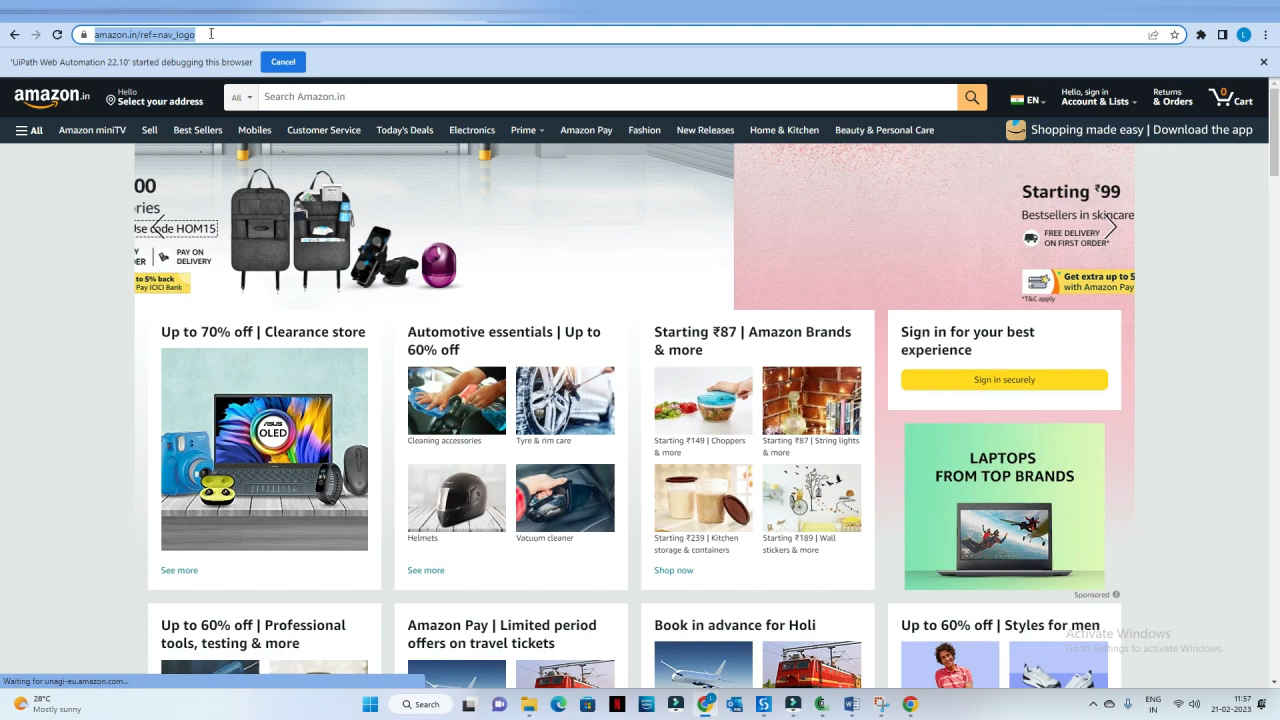 amazon.in/ref=nav_logo
L
'UiPath Web Automation 22.10' started debugging this browser
Cancel
amazon.in
Hello
Select your address
All
Search Amazon.in
EN
Hello, sign in
Account & Lists
Returns
& Orders
0
Cart
All
Amazon miniTV
Sell
Best Sellers
Mobiles
Customer Service
Today's Deals
Electronics
Prime
Amazon Pay
Fashion
New Releases
Home & Kitchen
Beauty & Personal Care
Shopping made easy | Download the app
00
ories
Use code HOM15
Y
ER
PAY ON
DELIVERY
to 5% back
Pay ICICI Bank
Starting ₹99
Bestsellers in skincare
FREE DELIVERY
ON FIRST ORDER*
Get extra up to 5
with Amazon Pay
*T&C apply
Up to 70% off | Clearance store
ASUS
OLED
See more
Automotive essentials | Up to
60% off
Cleaning accessories
Tyre & rim care
Helmets
Vacuum cleaner
See more
Starting ₹87 | Amazon Brands
& more
Starting ₹149 | Choppers
& more
Starting ₹87 | String lights
& more
Starting ₹239 | Kitchen
storage & containers
Starting ₹189 | Wall
stickers & more
Shop now
Sign in for your best
experience
Sign in securely
LAPTOPS
FROM TOP BRANDS
Sponsored
Up to 60% off | Professional
tools, testing & more
Amazon Pay | Limited period
offers on travel tickets
Book in advance for Holi
Up to 60% off | Styles for men
Activate Windows
Go to Settings to activate Windows.
Waiting for unagi-eu.amazon.com...
28°C
Mostly sunny
Search
ENG
IN
11:57
21-02-2023